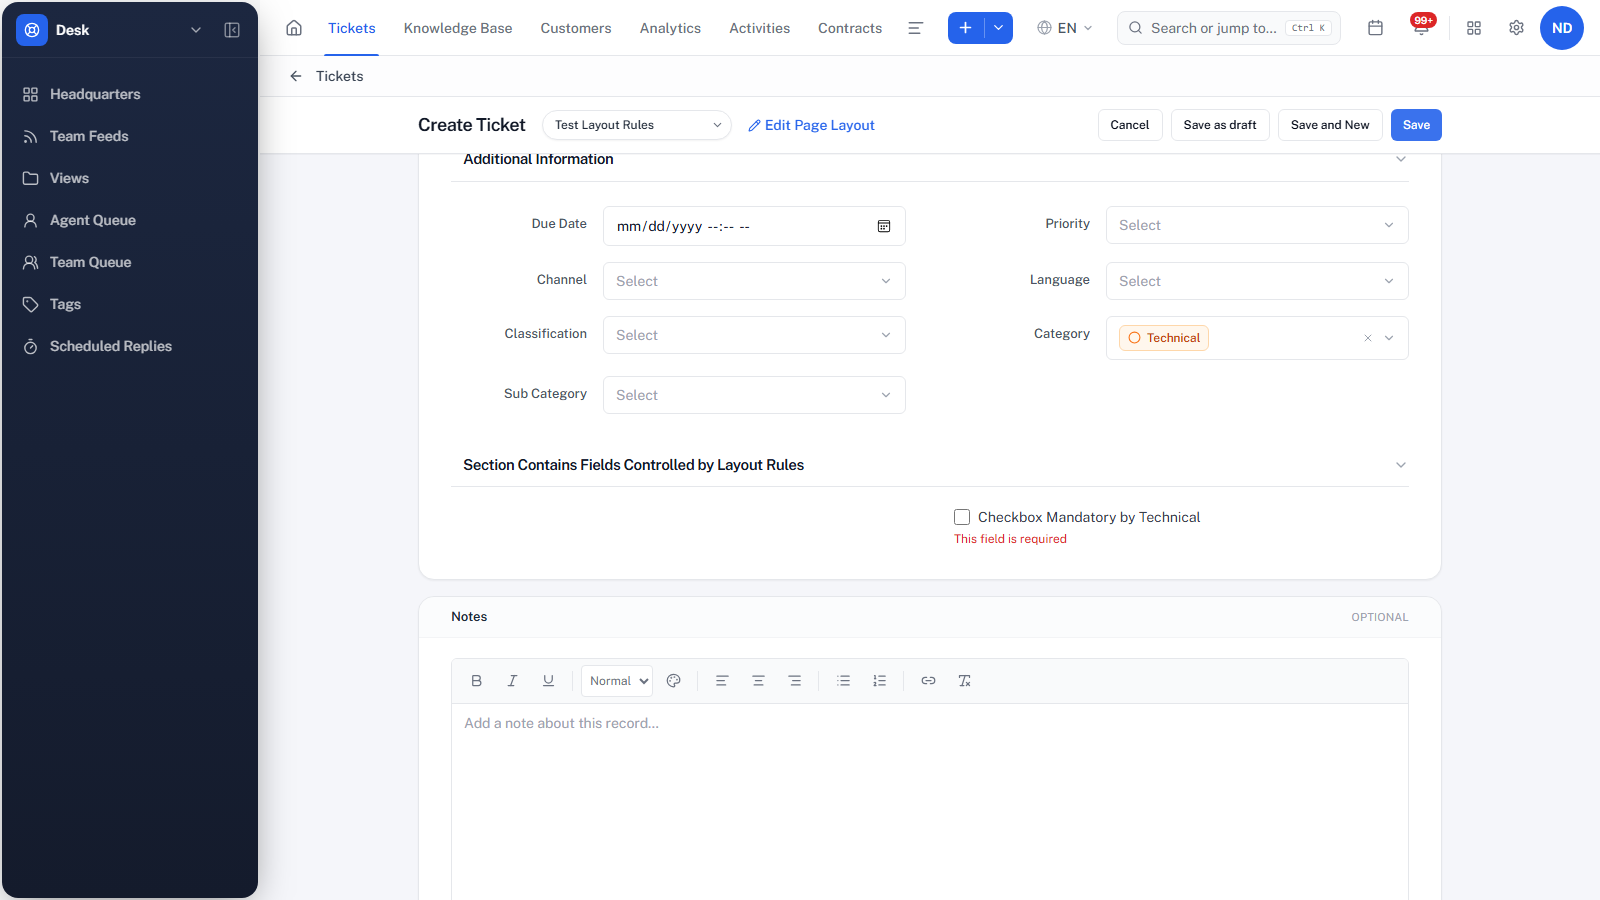 Desk
Headquarters
Team Feeds
Views
Agent Queue
Team Queue
Tags
Scheduled Replies
Tickets
Knowledge Base
Customers
Analytics
Activities
Contracts
EN
Search or jump to...
Ctrl K
99+
ND
Tickets
Create Ticket
Test Layout Rules
Edit Page Layout
Cancel
Save as draft
Save and New
Save
Additional Information
Due Date
mm/dd/yyyy --:-- --
Priority
Select
Channel
Select
Language
Select
Classification
Select
Category
Technical
Sub Category
Select
Section Contains Fields Controlled by Layout Rules
Checkbox Mandatory by Technical
This field is required
Notes
OPTIONAL
Normal
Add a note about this record...